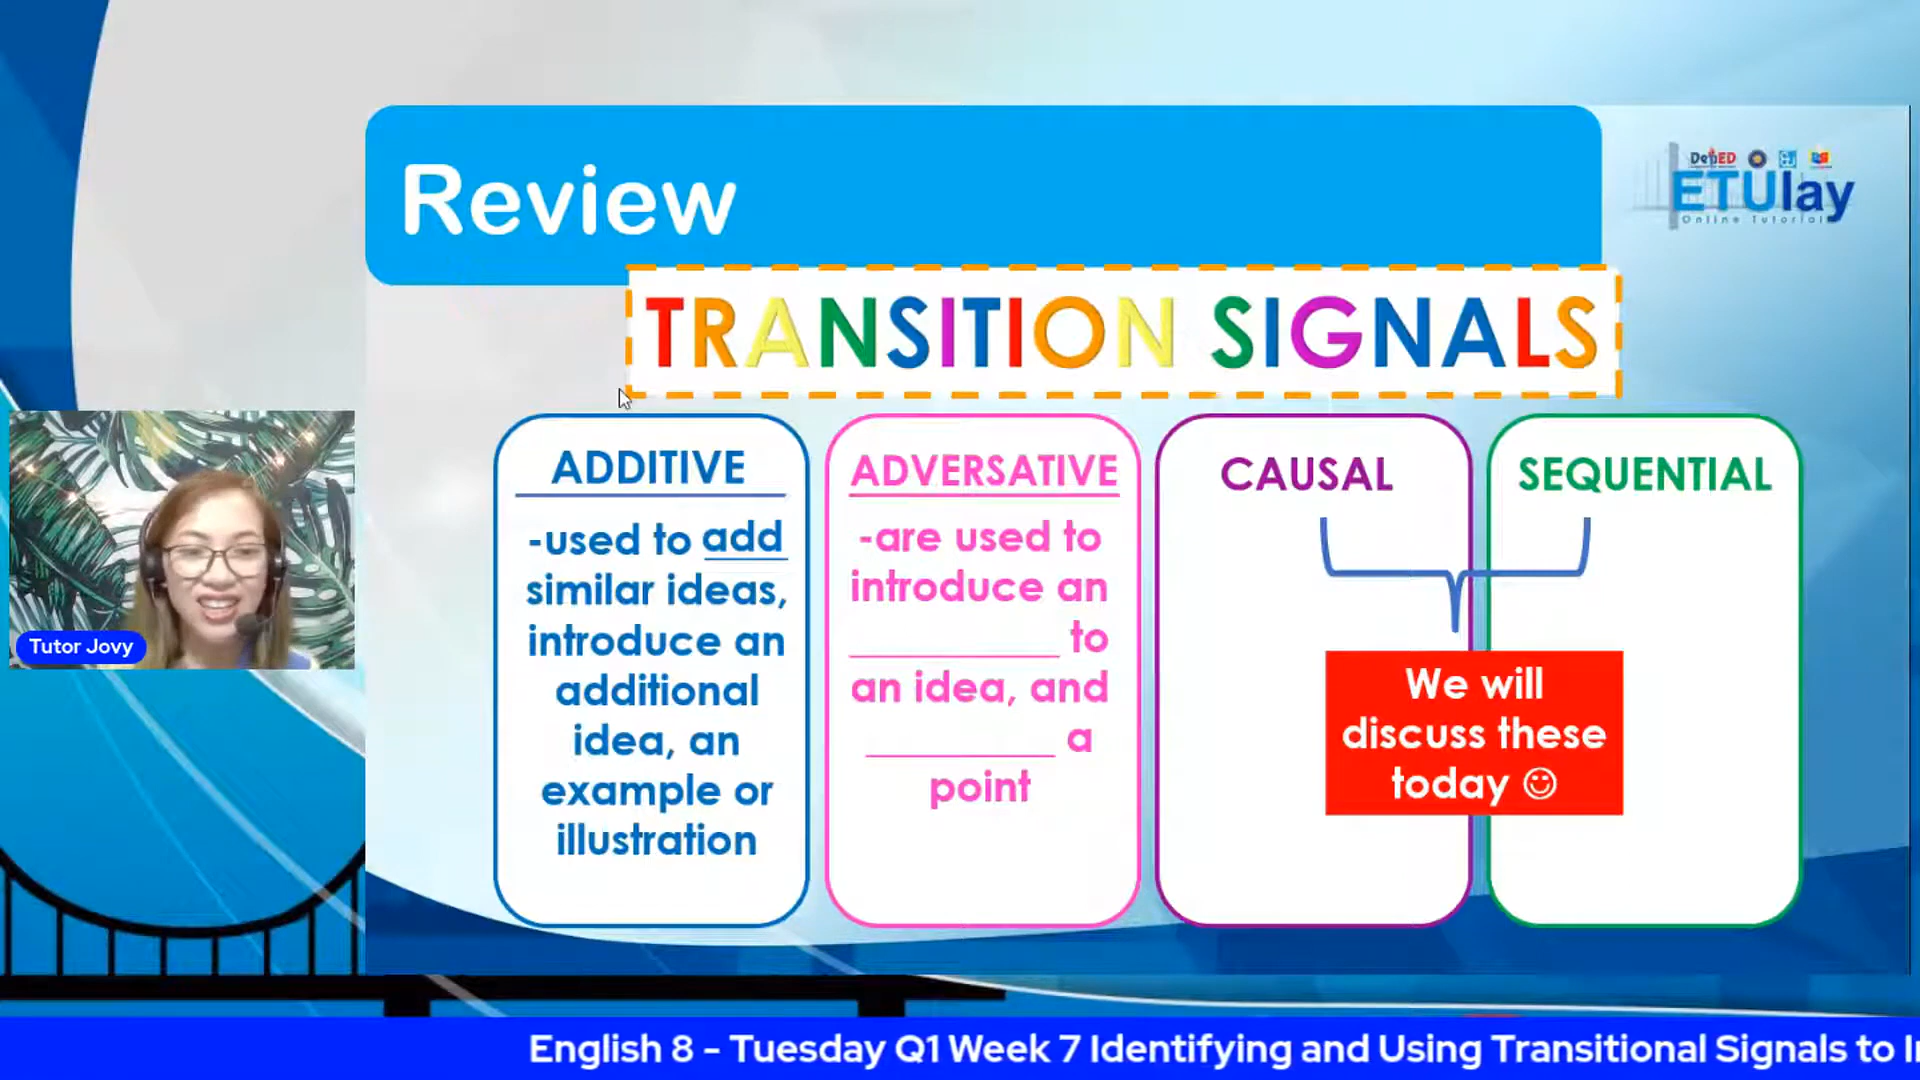 Review
DepED
ETUlay
Online Tutorial
TRANSITION SIGNALS
ADDITIVE
-used to add
similar ideas,
introduce an
additional
idea, an
example or
illustration
ADVERSATIVE
-are used to
introduce an
__________ to
an idea, and
_________ a
point
CAUSAL
SEQUENTIAL
We will
discuss these
today ☺
Tutor Jovy
English 8 - Tuesday Q1 Week 7 Identifying and Using Transitional Signals to